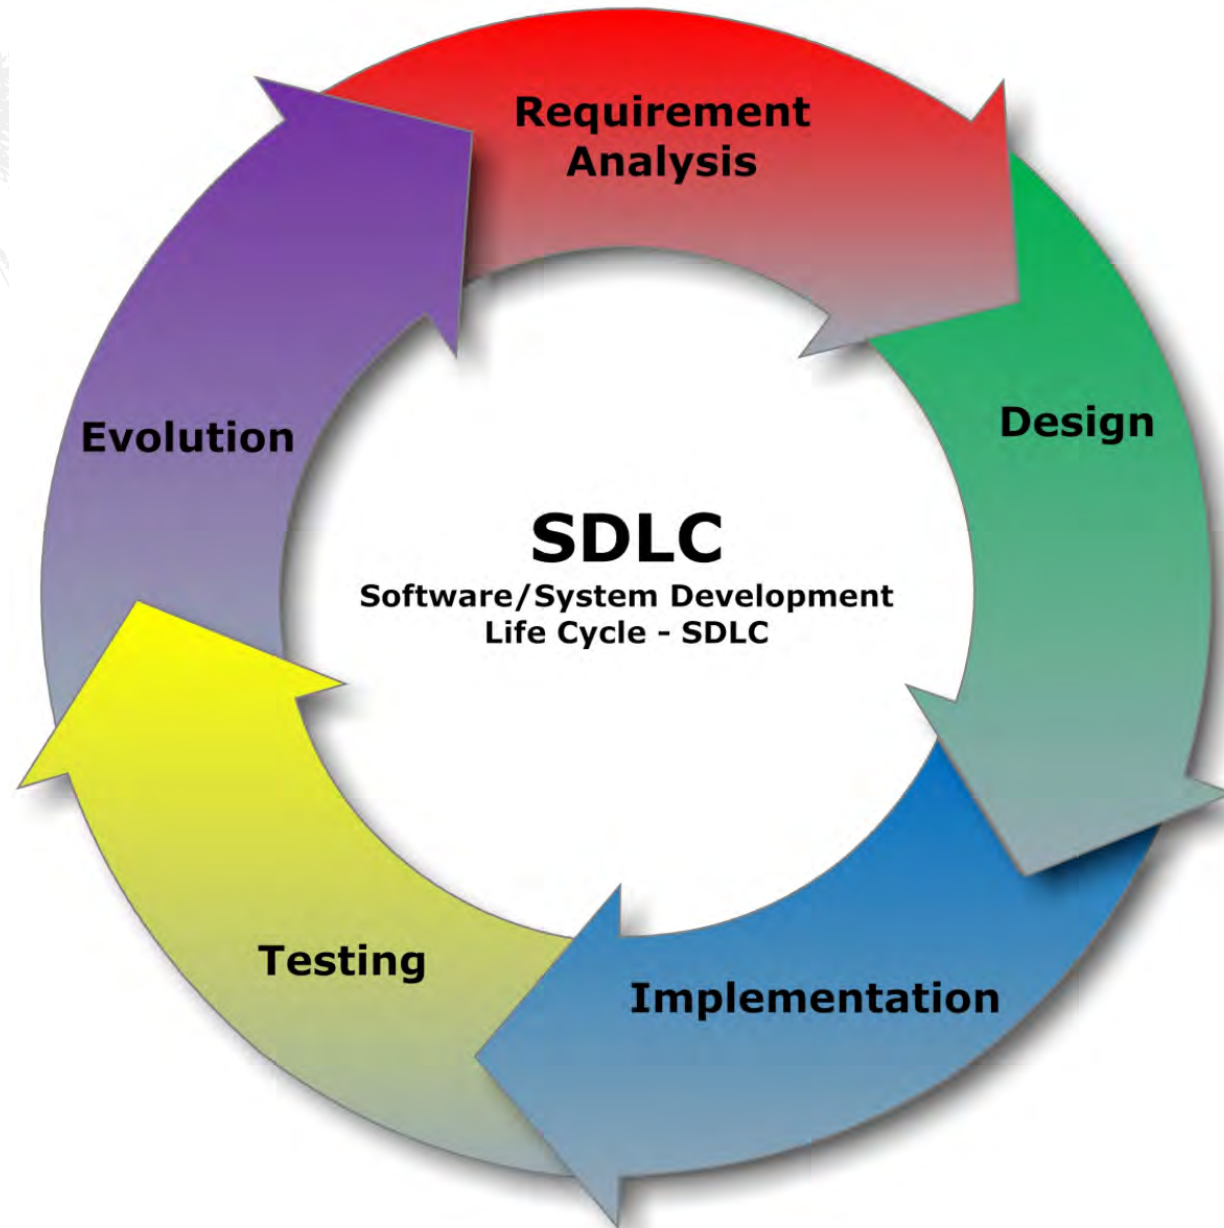 Requirement
Analysis
Design
Evolution
SDLC
Software/System Development
Life Cycle - SDLC
Testing
Implementation